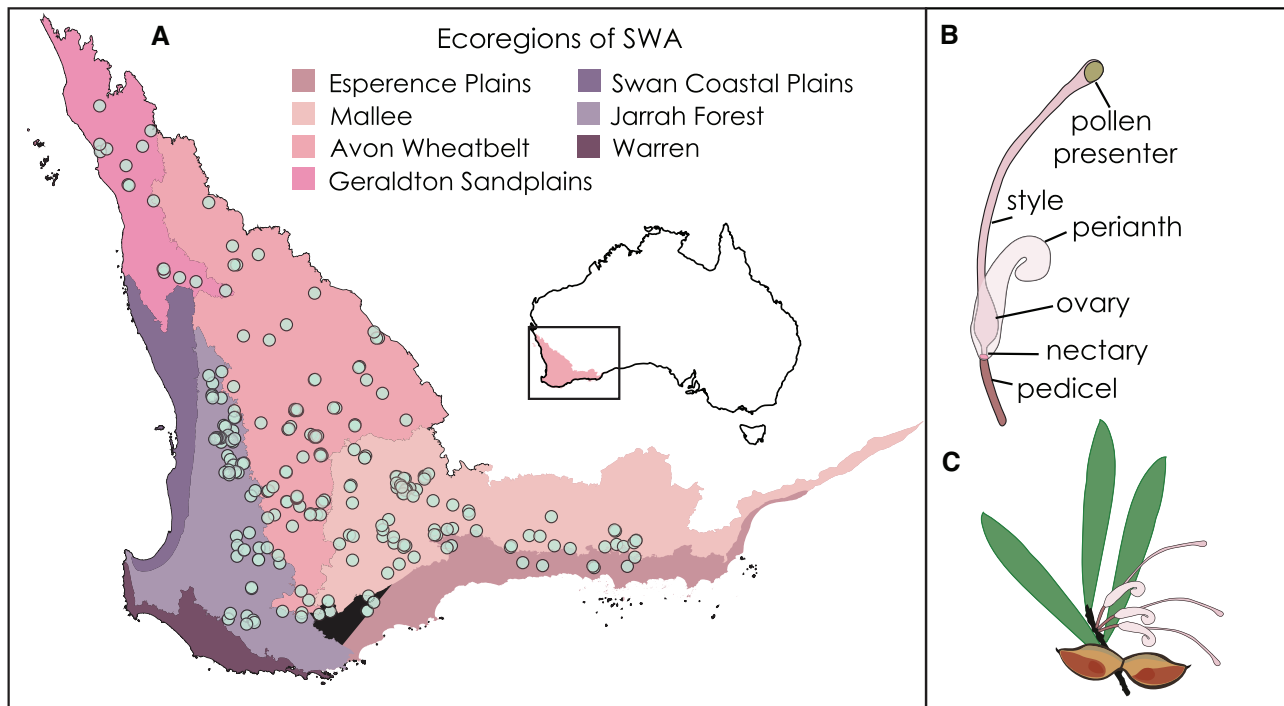 A
Ecoregions of SWA
Esperence Plains
Mallee
Avon Wheatbelt
Geraldton Sandplains
Swan Coastal Plains
Jarrah Forest
Warren
B
pollen
presenter
style
perianth
ovary
nectary
pedicel
C